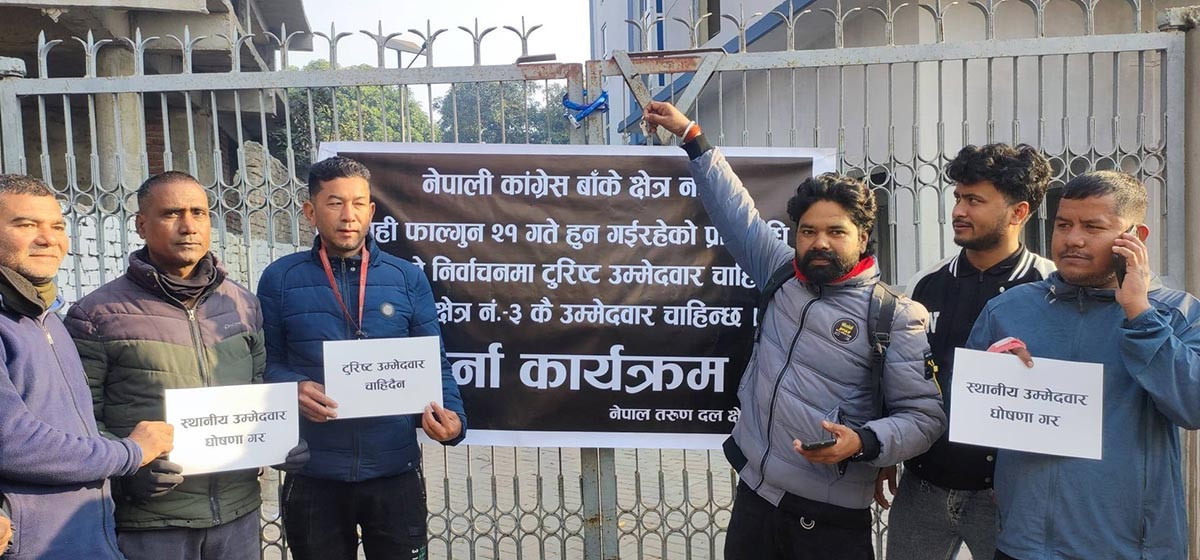 नेपाली कांग्रेस बाँके क्षेत्र नं
ही फाल्गुन २१ गते हुन गईरहेको
निर्वाचनमा टुरिष्ट उम्मेदवार
क्षेत्र नं.-३ कै उम्मेदवार चाहिन्छ ।
कार्यक्रम
नेपाल तरुण दल
टुरिष्ट उम्मेदवार
चाहिदैन
स्थानीय उम्मेदवार
घोषणा गर
स्थानीय उम्मेदवार
घोषणा गर